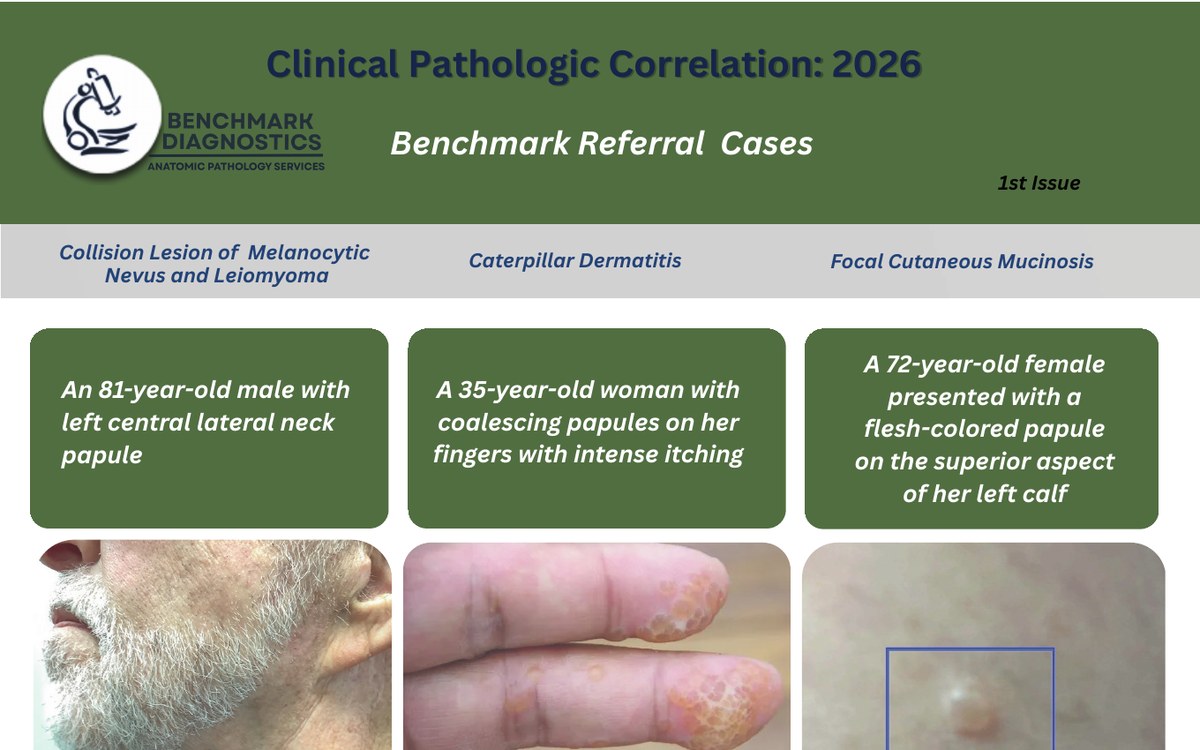 Clinical Pathologic Correlation: 2026
BENCHMARK
DIAGNOSTICS
ANATOMIC PATHOLOGY SERVICES
Benchmark Referral Cases
1st Issue
Collision Lesion of Melanocytic
Nevus and Leiomyoma
Caterpillar Dermatitis
Focal Cutaneous Mucinosis
An 81-year-old male with
left central lateral neck
papule
A 35-year-old woman with
coalescing papules on her
fingers with intense itching
A 72-year-old female
presented with a
flesh-colored papule
on the superior aspect
of her left calf